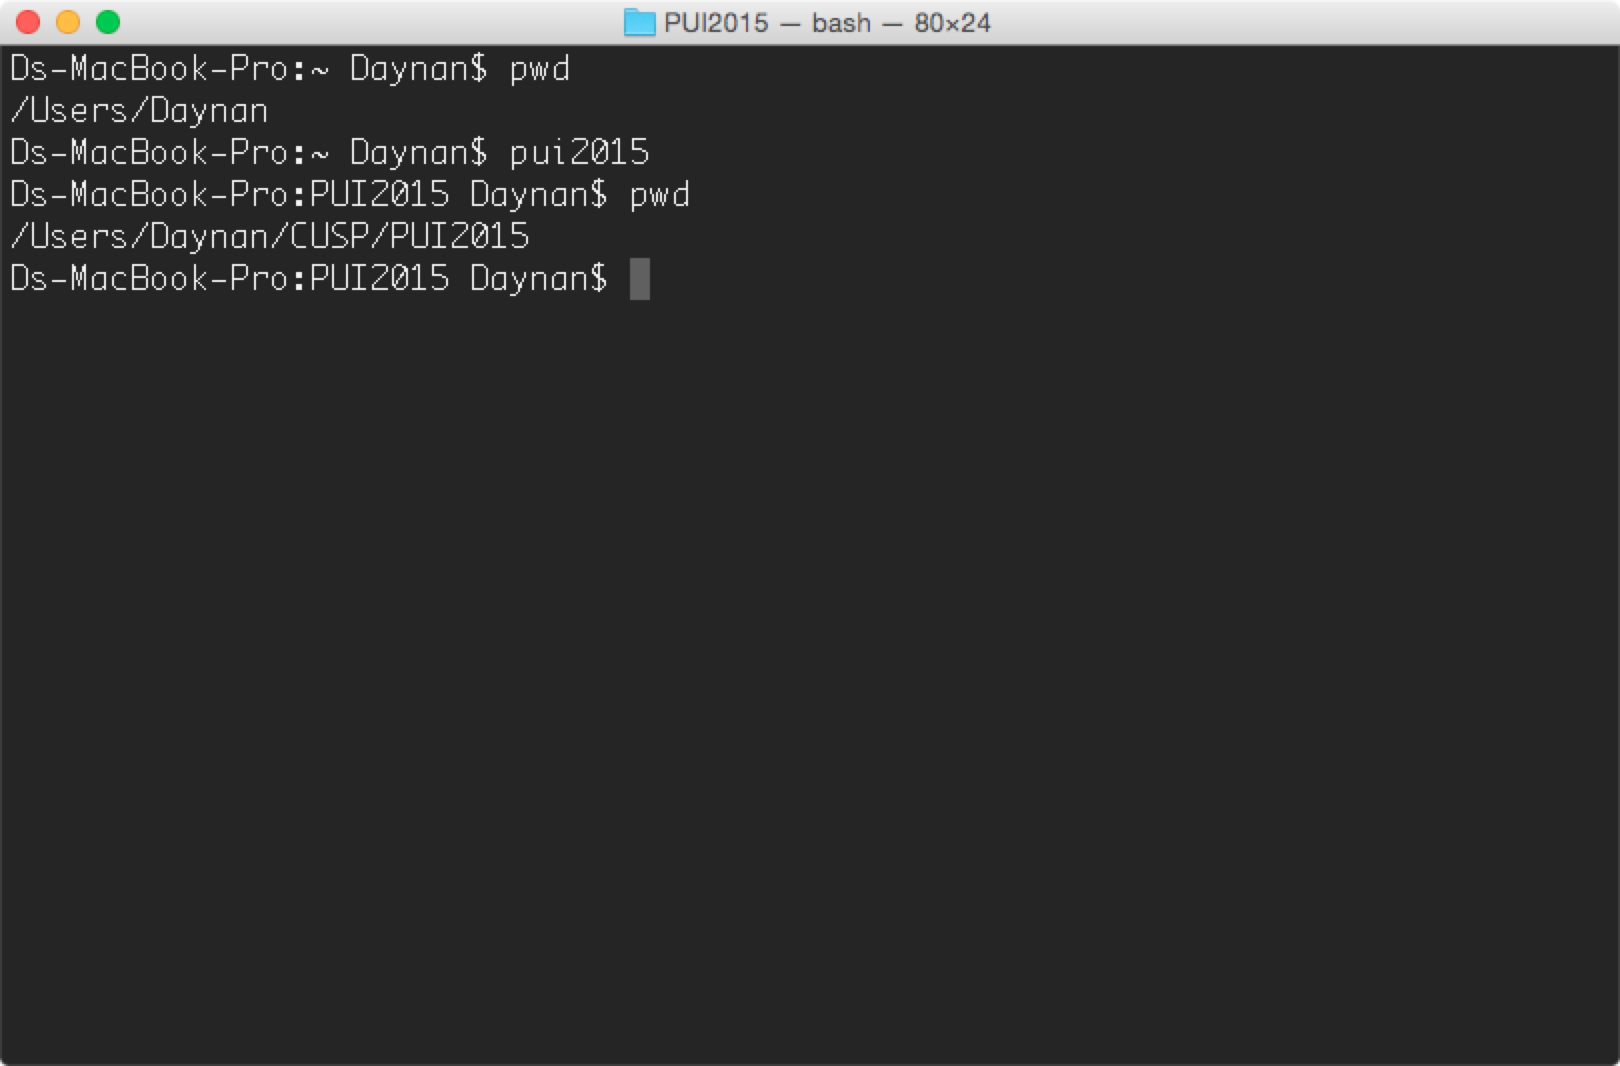 PUI2015 — bash — 80×24
Ds-MacBook-Pro:~ Daynan$ pwd
/Users/Daynan
Ds-MacBook-Pro:~ Daynan$ pui2015
Ds-MacBook-Pro:PUI2015 Daynan$ pwd
/Users/Daynan/CUSP/PUI2015
Ds-MacBook-Pro:PUI2015 Daynan$